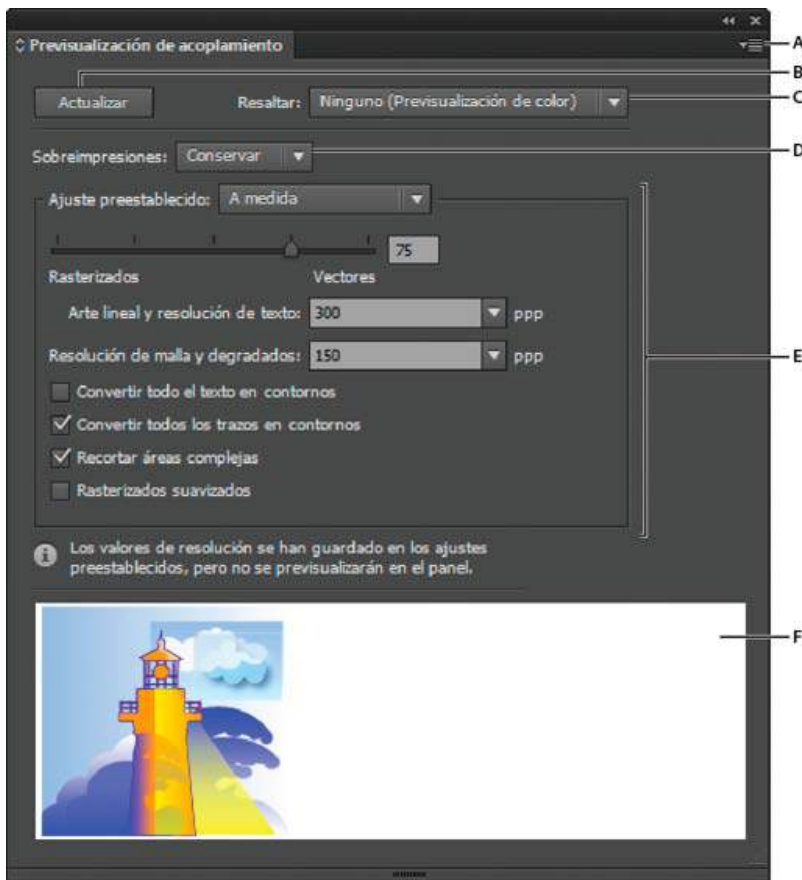 Previsualización de acoplamiento
A
B
Actualizar
Resaltar: Ninguno (Previsualización de color)
C
Sobreimpresiones: Conservar
D
Ajuste preestablecido: A medida
75
Rasterizados Vectores
Arte lineal y resolución de texto: 300 ppp
Resolución de malla y degradados: 150 ppp
E
Convertir todo el texto en contornos
Convertir todos los trazos en contornos
Recortar áreas complejas
Rasterizados suavizados
Los valores de resolución se han guardado en los ajustes
preestablecidos, pero no se previsualizarán en el panel.
F